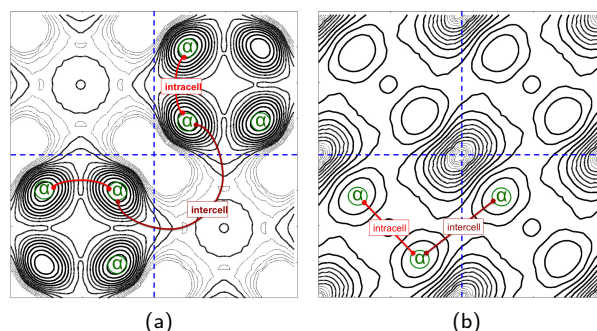 α
intracell
α α
α α
intercell
α α
α α
intracell intercell
α
(a) (b)